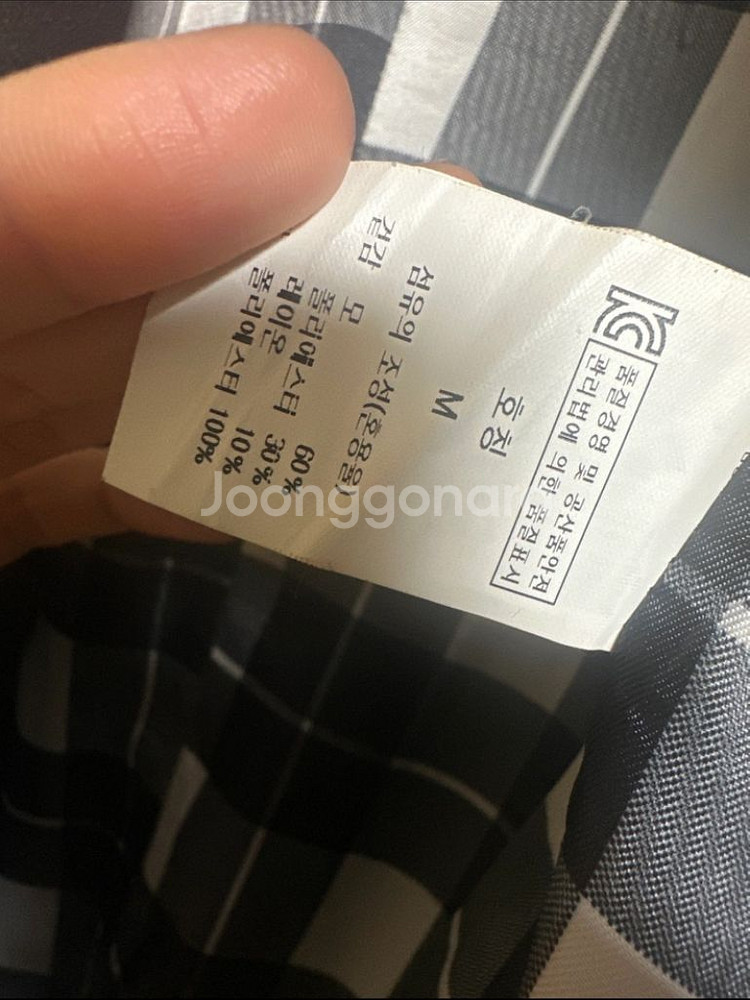 KC
품질경영 및 공산품안전
관리법에 의한 품질표시
호칭
M
섬유의 조성(혼용율)
겉감 모 60%
폴리에스터 30%
레이온 10%
폴리에스터 100%
Joonggonar